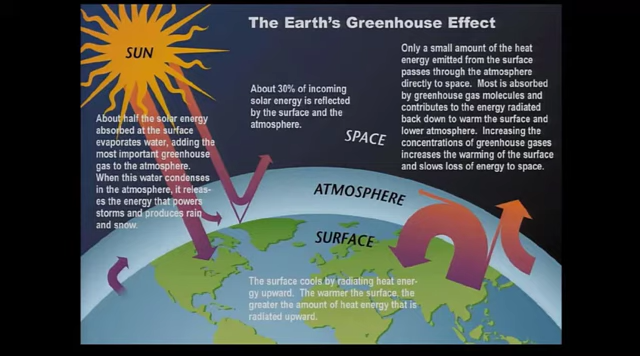 The Earth's Greenhouse Effect
SUN
About half the solar energy
absorbed at the surface
evaporates water, adding the
most important greenhouse
gas to the atmosphere.
When this water condenses
in the atmosphere, it releas-
es the energy that powers
storms and produces rain
and snow.
About 30% of incoming
solar energy is reflected
by the surface and the
atmosphere.
Only a small amount of the heat
energy emitted from the surface
passes through the atmosphere
directly to space. Most is absorbed
by greenhouse gas molecules and
contributes to the energy radiated
back down to warm the surface and
lower atmosphere. Increasing the
concentrations of greenhouse gases
increases the warming of the surface
and slows loss of energy to space.
SPACE
ATMOSPHERE
SURFACE
The surface cools by radiating heat ener-
gy upward. The warmer the surface, the
greater the amount of heat energy that is
radiated upward.